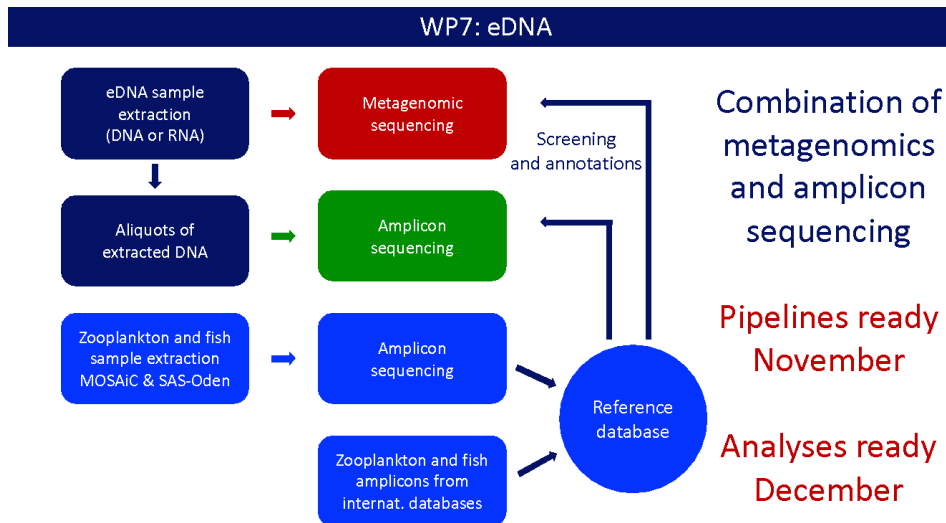 WP7: eDNA
eDNA sample
extraction
(DNA or RNA)
Metagenomic
sequencing
Screening
and annotations
Aliquots of
extracted DNA
Amplicon
sequencing
Zooplankton and fish
sample extraction
MOSAiC & SAS-Oden
Amplicon
sequencing
Reference
database
Zooplankton and fish
amplicons from
internat. databases
Combination of
metagenomics
and amplicon
sequencing
Pipelines ready
November
Analyses ready
December